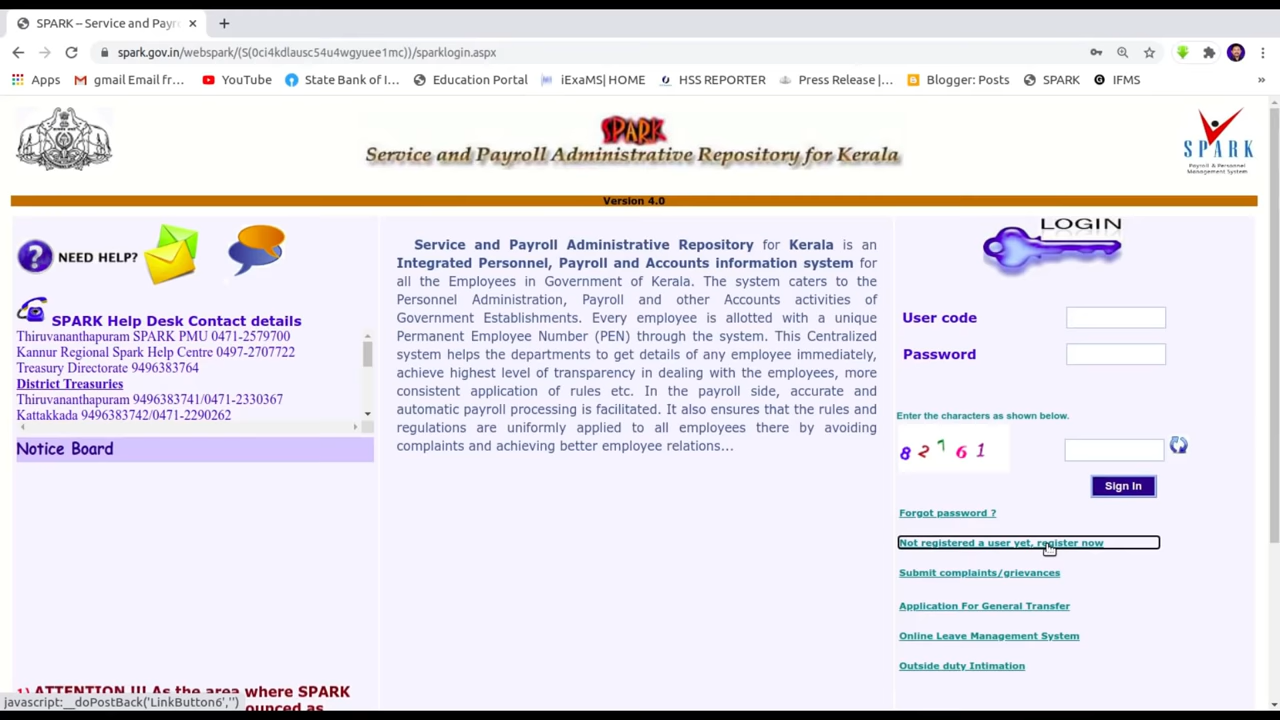 SPARK – Service and Payr
spark.gov.in/webspark/(S(0ci4kdlausc54u4wgyuee1mc))/sparklogin.aspx
Apps
gmail Email fr…
YouTube
State Bank of I…
Education Portal
iExaMS| HOME
HSS REPORTER
Press Release |…
Blogger: Posts
SPARK
IFMS
»
SPARK
Service and Payroll Administrative Repository for Kerala
SPARK
Payroll & Personnel
Management System
Version 4.0
NEED HELP?
SPARK Help Desk Contact details
Thiruvananthapuram SPARK PMU 0471-2579700
Kannur Regional Spark Help Centre 0497-2707722
Treasury Directorate 9496383764
District Treasuries
Thiruvananthapuram 9496383741/0471-2330367
Kattakkada 9496383742/0471-2290262
Notice Board
1) ATTENTION !!! As the area where SPARK
ounced as
Service and Payroll Administrative Repository for Kerala is an
Integrated Personnel, Payroll and Accounts information system for
all the Employees in Government of Kerala. The system caters to the
Personnel Administration, Payroll and other Accounts activities of
Government Establishments. Every employee is allotted with a unique
Permanent Employee Number (PEN) through the system. This Centralized
system helps the departments to get details of any employee immediately,
achieve highest level of transparency in dealing with the employees, more
consistent application of rules etc. In the payroll side, accurate and
automatic payroll processing is facilitated. It also ensures that the rules and
regulations are uniformly applied to all employees there by avoiding
complaints and achieving better employee relations...
LOGIN
User code
Password
Enter the characters as shown below.
8 2 7 6 1
Sign In
Forgot password ?
Not registered a user yet, register now
Submit complaints/grievances
Application For General Transfer
Online Leave Management System
Outside duty Intimation
javascript:__doPostBack('LinkButton6','')